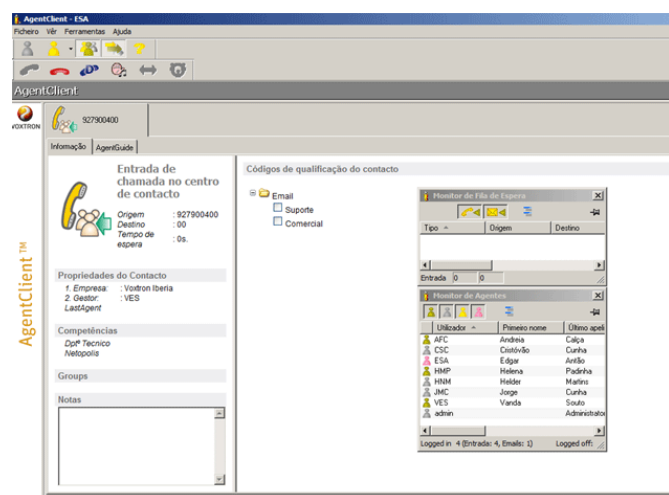 AgentClient - ESA
Ficheiro Vêr Ferramentas Ajuda
AgentClient
VOXTRON
927900400
Informação AgentGuide
AgentClient ™
Entrada de
chamada no centro
de contacto
Origem : 927900400
Destino : 00
Tempo de
espera : 0s.
Propriedades do Contacto
1. Empresa: : Voxtron Iberia
2. Gestor: : VES
LastAgent
Competências
Dptº Tecnico
Netopolis
Groups
Notas
Códigos de qualificação do contacto
Email
Suporte
Comercial
Monitor de Fila de Espera
Tipo Origem Destino
Entrada 0 0
Monitor de Agentes
Utilizador Primeiro nome Último apeli
AFC Andreia Calça
CSC Cristóvão Cunha
ESA Edgar Antão
HMP Helena Padinha
HNM Helder Martins
JMC Jorge Cunha
VES Vanda Souto
admin Administrator
Logged in 4 (Entrada: 4, Emails: 1) Logged off: